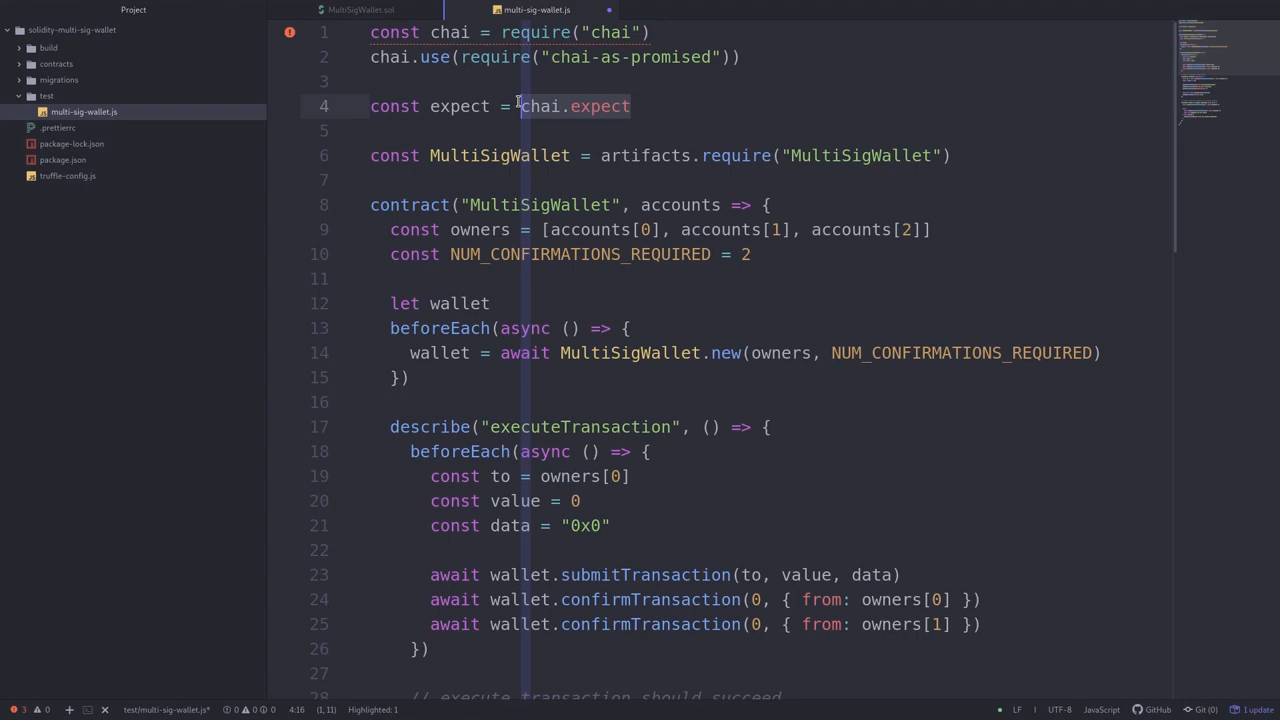 Project
MultiSigWallet.sol
multi-sig-wallet.js
solidity-multi-sig-wallet
build
contracts
migrations
test
multi-sig-wallet.js
.prettierrc
package-lock.json
package.json
truffle-config.js
1 const chai = require("chai")
2 chai.use(require("chai-as-promised"))
3
4 const expect = chai.expect
5
6 const MultiSigWallet = artifacts.require("MultiSigWallet")
7
8 contract("MultiSigWallet", accounts => {
9 const owners = [accounts[0], accounts[1], accounts[2]]
10 const NUM_CONFIRMATIONS_REQUIRED = 2
11
12 let wallet
13 beforeEach(async () => {
14 wallet = await MultiSigWallet.new(owners, NUM_CONFIRMATIONS_REQUIRED)
15 })
16
17 describe("executeTransaction", () => {
18 beforeEach(async () => {
19 const to = owners[0]
20 const value = 0
21 const data = "0x0"
22
23 await wallet.submitTransaction(to, value, data)
24 await wallet.confirmTransaction(0, { from: owners[0] })
25 await wallet.confirmTransaction(0, { from: owners[1] })
26 })
27
28 // execute transaction should succeed
3 0 test/multi-sig-wallet.js* 0 0 0 4:16 (1, 11) Highlighted: 1 LF UTF-8 JavaScript GitHub Git (0) 1 update